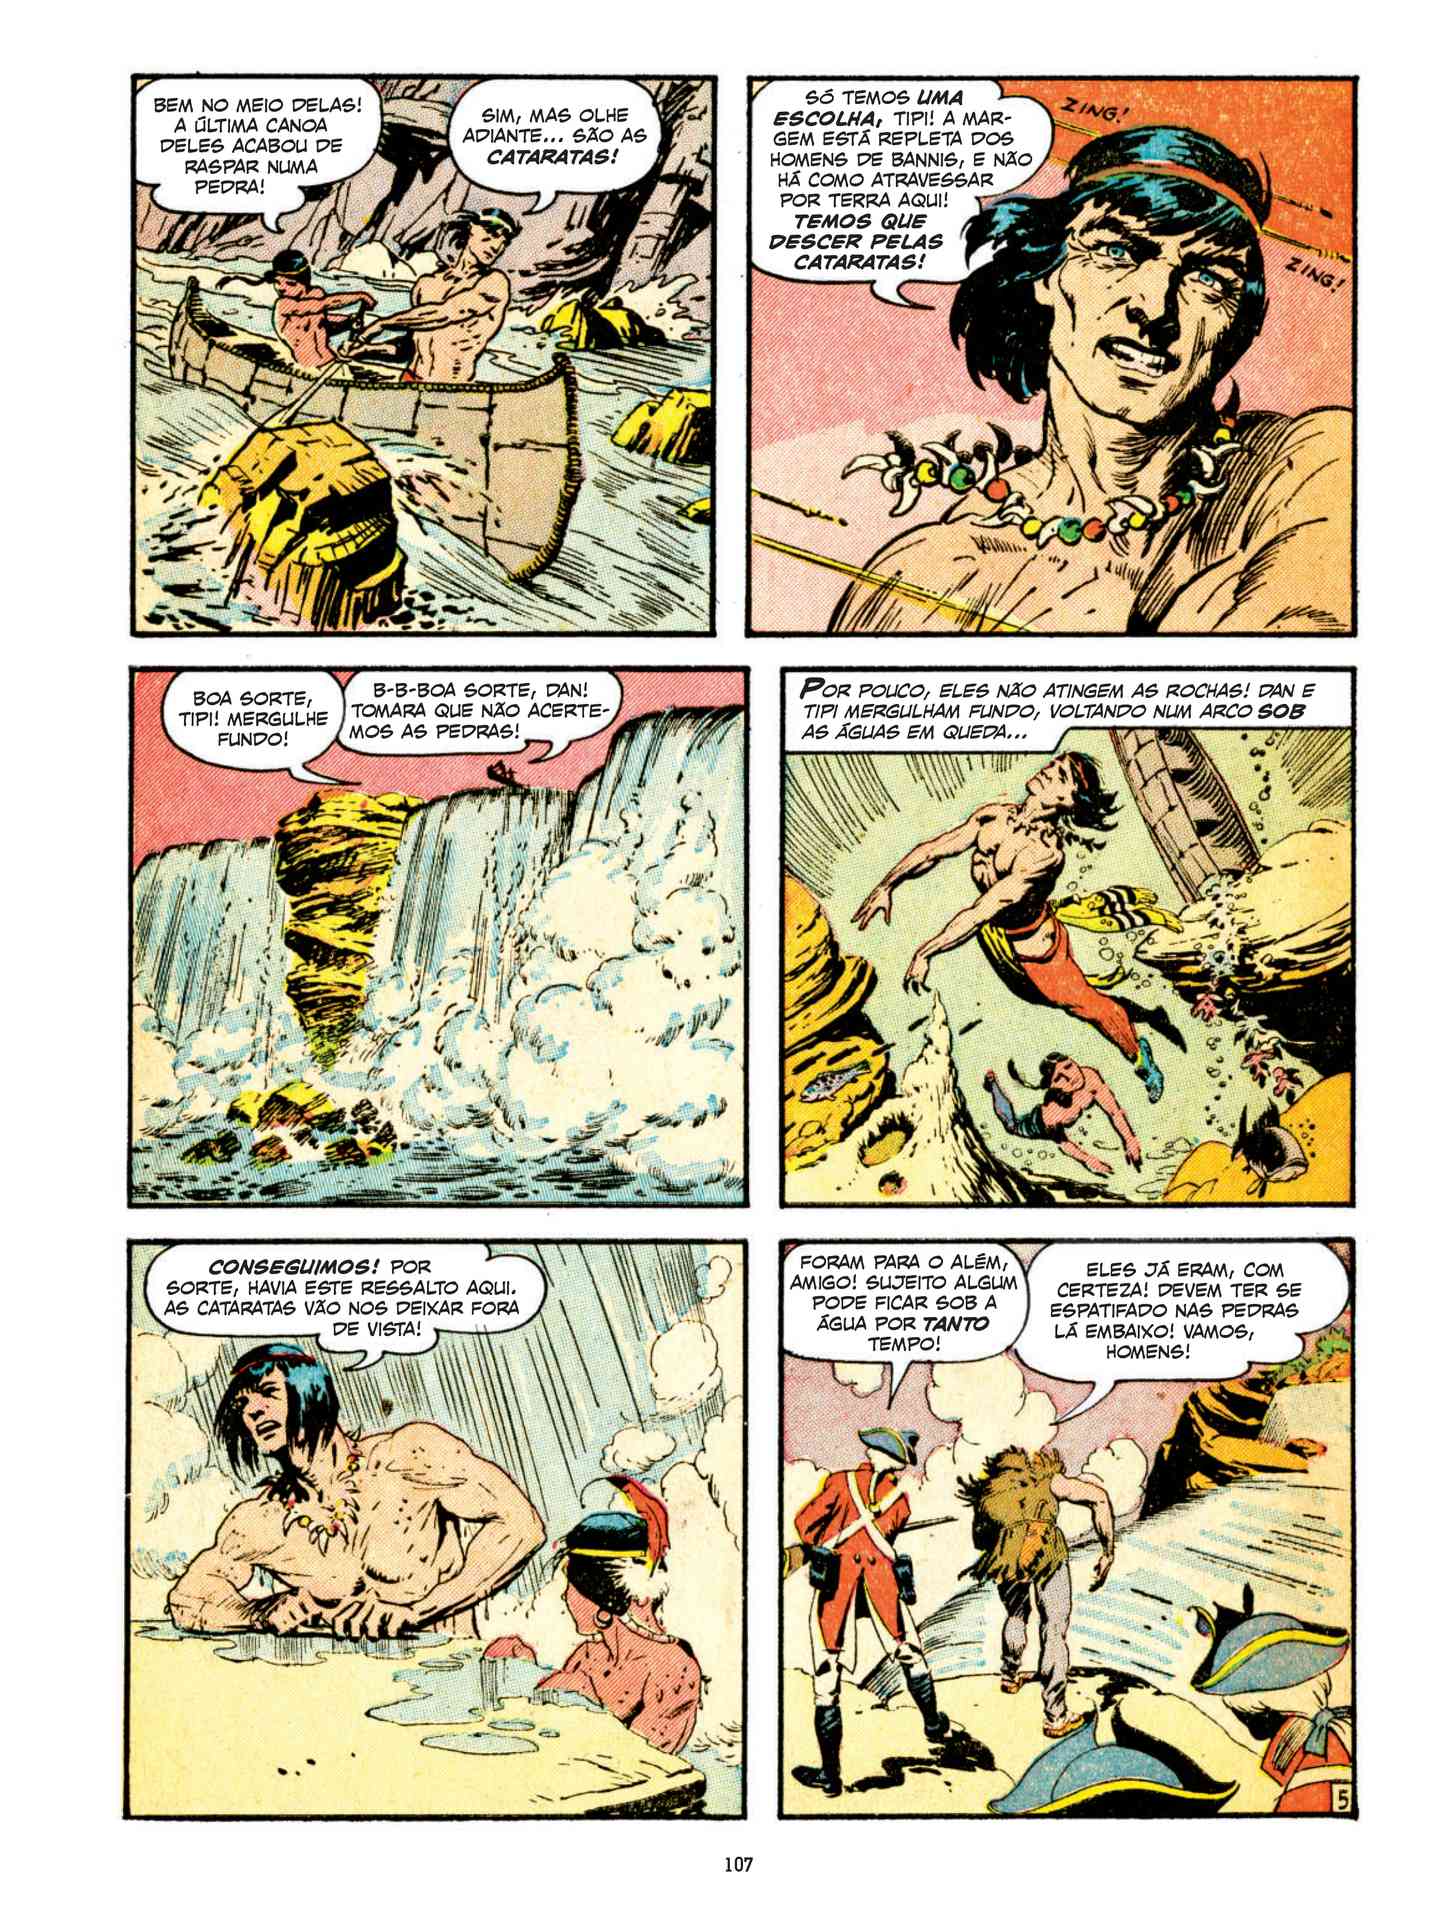 BEM NO MEIO DELAS!
A ÚLTIMA CANOA
DELES ACABOU DE
RASPAR NUMA
PEDRA!
SIM, MAS OLHE
ADIANTE... SÃO AS
CATARATAS!
SÓ TEMOS UMA
ESCOLHA, TIPI! A MAR-
GEM ESTÁ REPLETA DOS
HOMENS DE BANNIS, E NÃO
HÁ COMO ATRAVESSAR
POR TERRA AQUI!
TEMOS QUE
DESCER PELAS
CATARATAS!
ZING!
ZING!
BOA SORTE,
TIPI! MERGULHE
FUNDO!
B-B-BOA SORTE, DAN!
TOMARA QUE NÃO ACERTE-
MOS AS PEDRAS!
POR POUCO, ELES NÃO ATINGEM AS ROCHAS! DAN E
TIPI MERGULHAM FUNDO, VOLTANDO NUM ARCO SOB
AS ÁGUAS EM QUEDA...
CONSEGUIMOS! POR
SORTE, HAVIA ESTE RESSALTO AQUI.
AS CATARATAS VÃO NOS DEIXAR FORA
DE VISTA!
FORAM PARA O ALÉM,
AMIGO! SUJEITO ALGUM
PODE FICAR SOB A
ÁGUA POR TANTO
TEMPO!
ELES JÁ ERAM, COM
CERTEZA! DEVEM TER SE
ESPATIFADO NAS PEDRAS
LÁ EMBAIXO! VAMOS,
HOMENS!
5
107